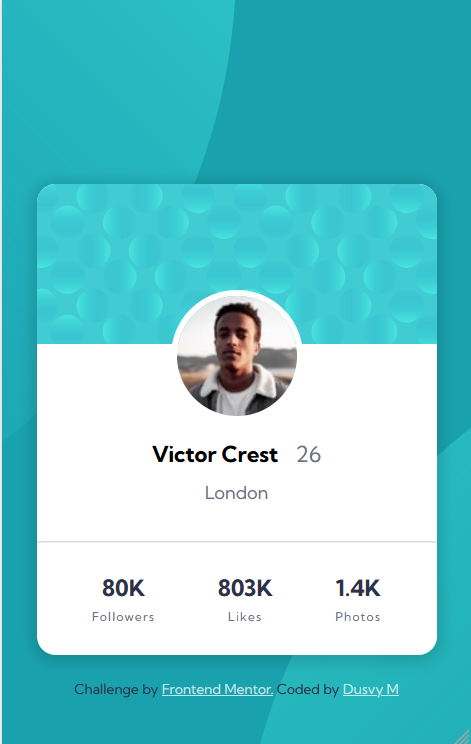 Victor Crest 26
London
80K 803K 1.4K
Followers Likes Photos
Challenge by Frontend Mentor. Coded by Dusvy M